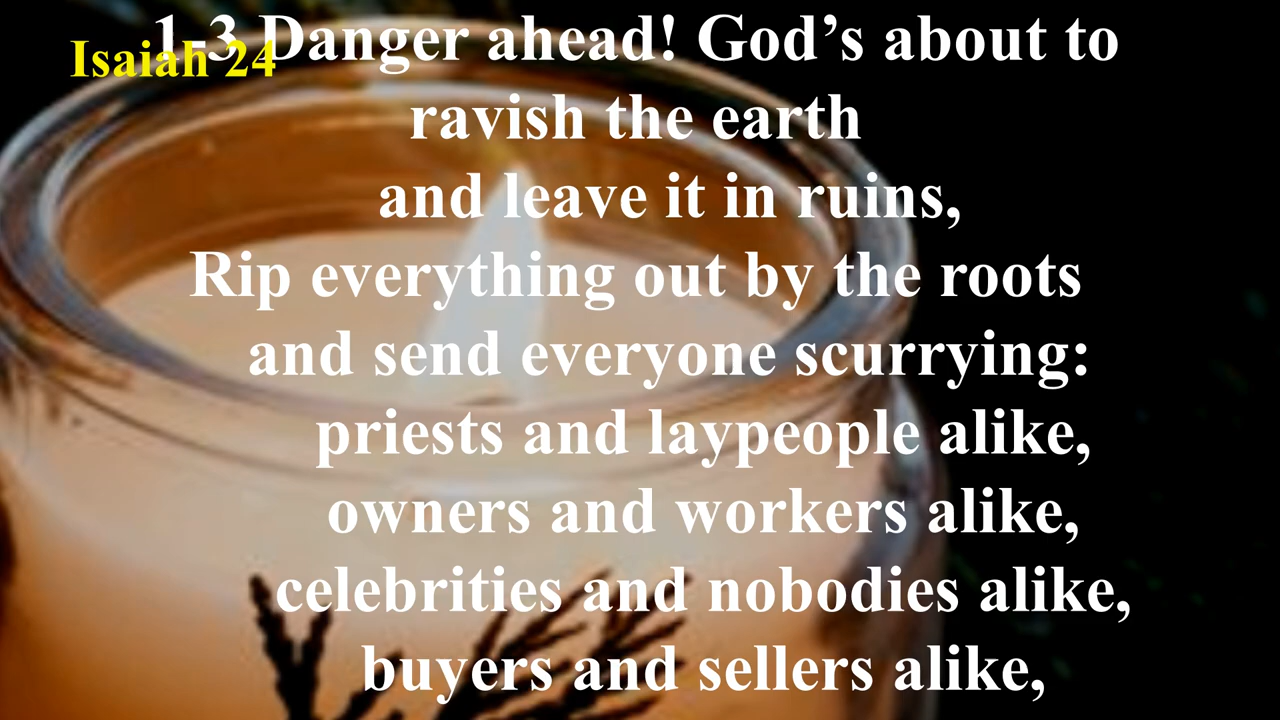 Isaiah 24
1-3 Danger ahead! God’s about to
ravish the earth
and leave it in ruins,
Rip everything out by the roots
and send everyone scurrying:
priests and laypeople alike,
owners and workers alike,
celebrities and nobodies alike,
buyers and sellers alike,